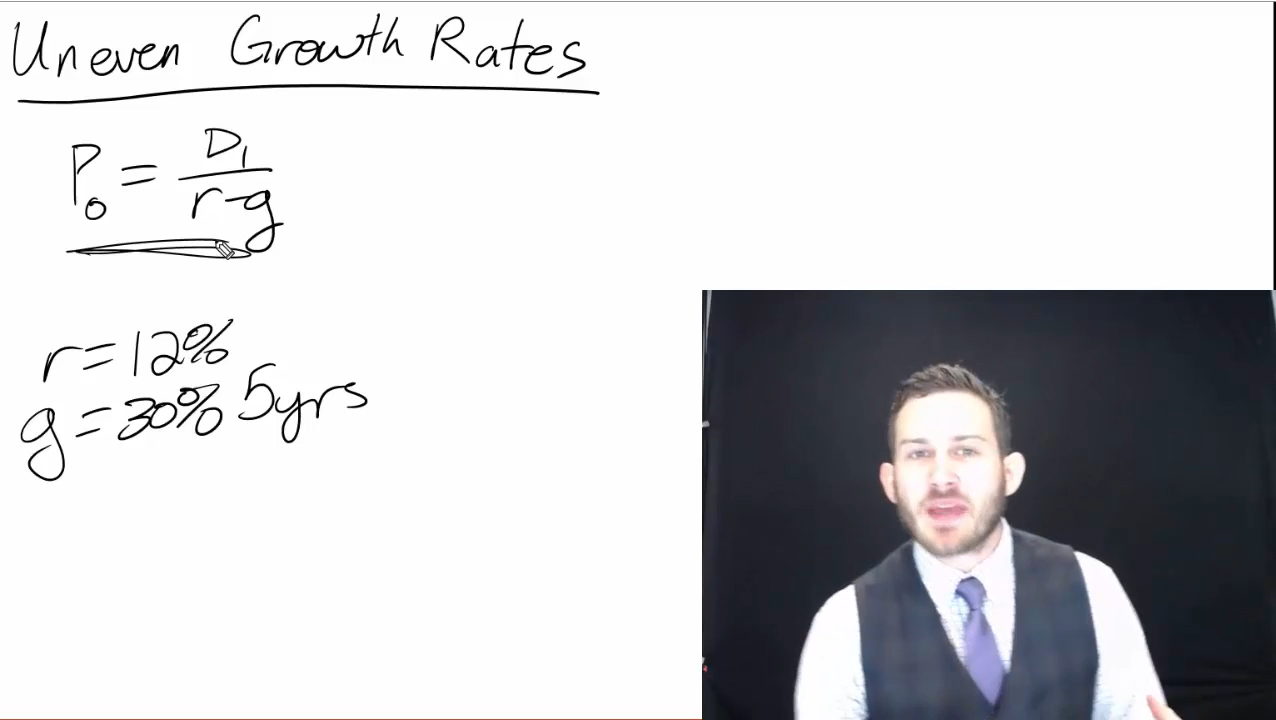 Uneven Growth Rates
P₀ = D₁ / r-g
r = 12%
g = 30% 5yrs